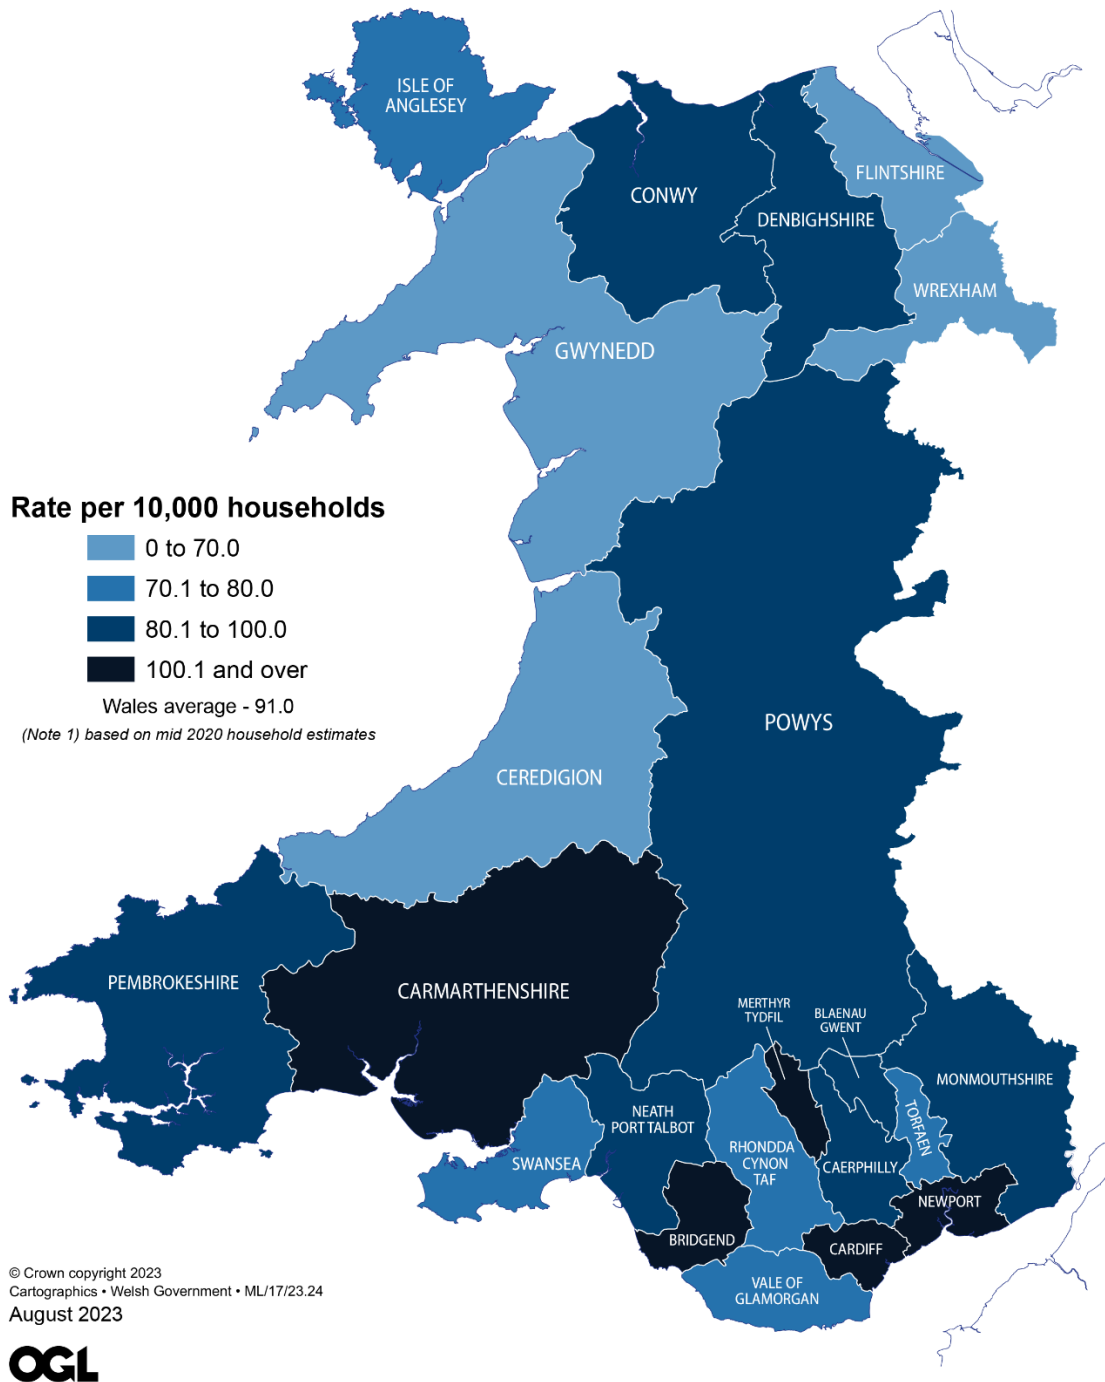 ISLE OF
ANGLESEY
FLINTSHIRE
CONWY
DENBIGHSHIRE
WREXHAM
GWYNEDD
Rate per 10,000 households
0 to 70.0
70.1 to 80.0
80.1 to 100.0
100.1 and over
Wales average - 91.0
(Note 1) based on mid 2020 household estimates
POWYS
CEREDIGION
PEMBROKESHIRE
CARMARTHENSHIRE
MERTHYR
TYDFIL
BLAENAU
GWENT
MONMOUTHSHIRE
NEATH
PORT TALBOT
TORFAEN
RHONDDA
CYNON
TAF
SWANSEA
CAERPHILLY
NEWPORT
BRIDGEND
CARDIFF
VALE OF
GLAMORGAN
© Crown copyright 2023
Cartographics • Welsh Government • ML/17/23.24
August 2023
OGL